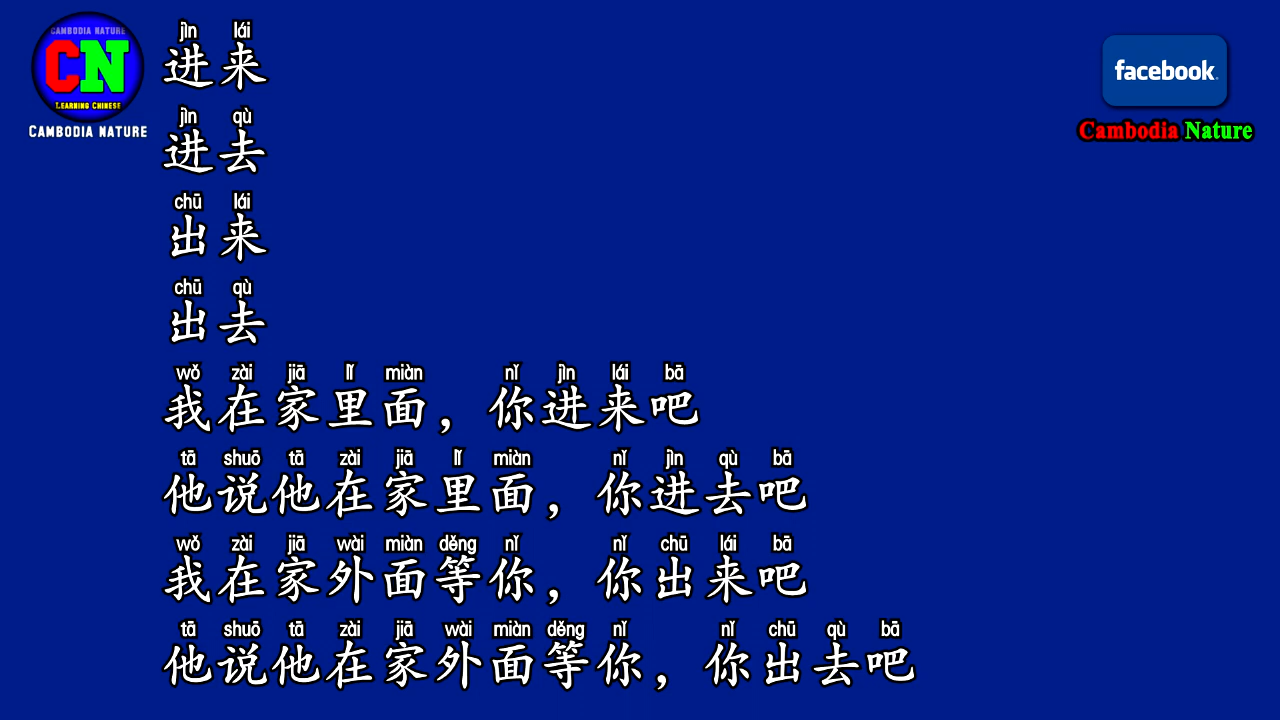 CAMBODIA NATURE
CN
LEARNING CHINESE
CAMBODIA NATURE
facebook
Cambodia Nature
jìn lái
进来
jìn qù
进去
chū lái
出来
chū qù
出去
wǒ zài jiā lǐ miàn nǐ jìn lái bā
我在家里面，你进来吧
tā shuō tā zài jiā lǐ miàn nǐ jìn qù bā
他说他在家里面，你进去吧
wǒ zài jiā wài miàn děng nǐ nǐ chū lái bā
我在家外面等你，你出来吧
tā shuō tā zài jiā wài miàn děng nǐ nǐ chū qù bā
他说他在家外面等你，你出去吧